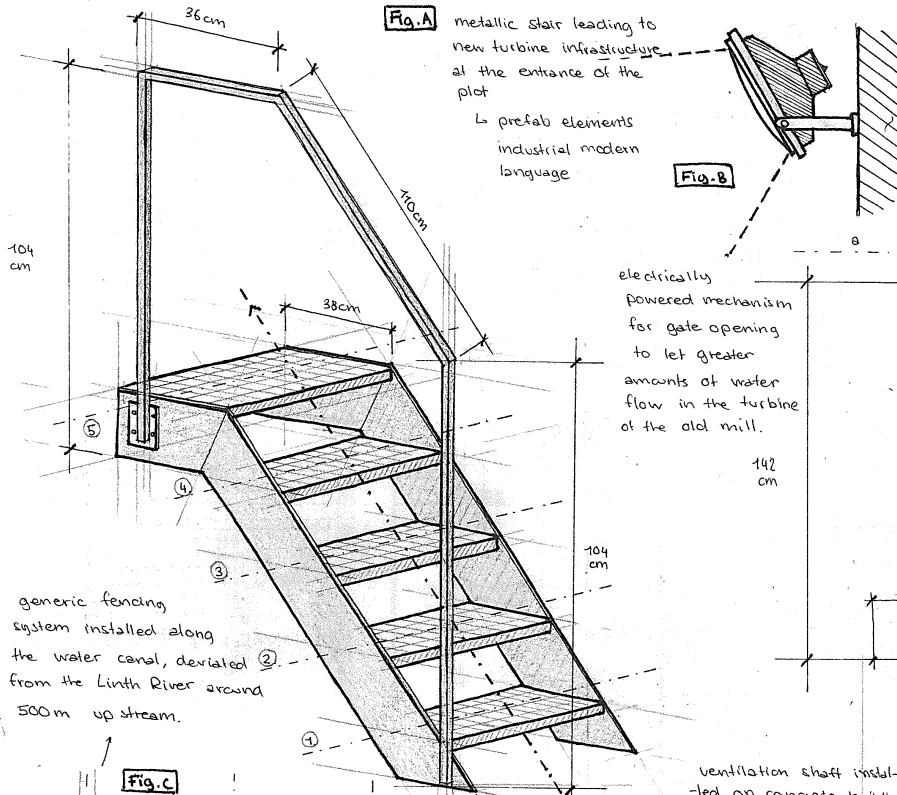 36cm
Fig.A
metallic stair leading to
new turbine infrastructure
at the entrance of the
plot
↳ prefab elements
industrial modern
language
Fig.B
110cm
104
cm
38cm
a
electrically
powered mechanism
for gate opening
to let greater
amounts of water
flow in the turbine
of the old mill.
142
cm
5
4
3
2
1
104
cm
generic fencing
system installed along
the water canal, deviated
from the Linth River around
500m up stream.
Fig.C
ventilation shaft instal-
-led on concrete